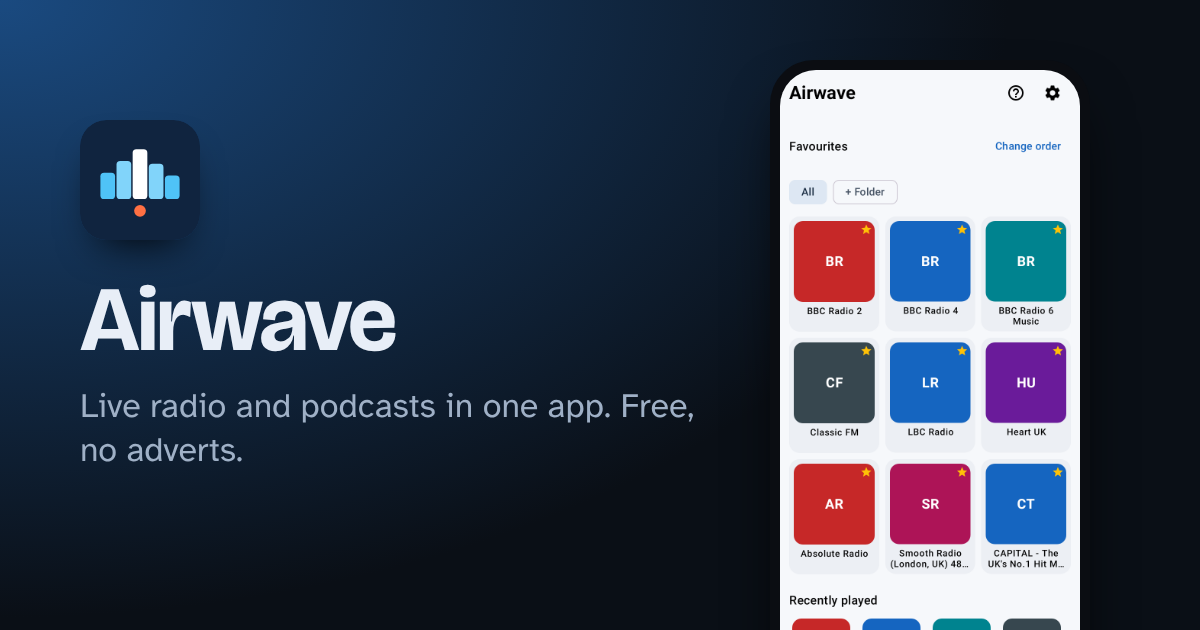 Airwave
Live radio and podcasts in one app. Free,
no adverts.
Airwave
Favourites
Change order
All
+ Folder
BR
BR
BR
BBC Radio 2
BBC Radio 4
BBC Radio 6
Music
CF
LR
HU
Classic FM
LBC Radio
Heart UK
AR
SR
CT
Absolute Radio
Smooth Radio
(London, UK) 48...
CAPITAL - The
UK's No.1 Hit M...
Recently played